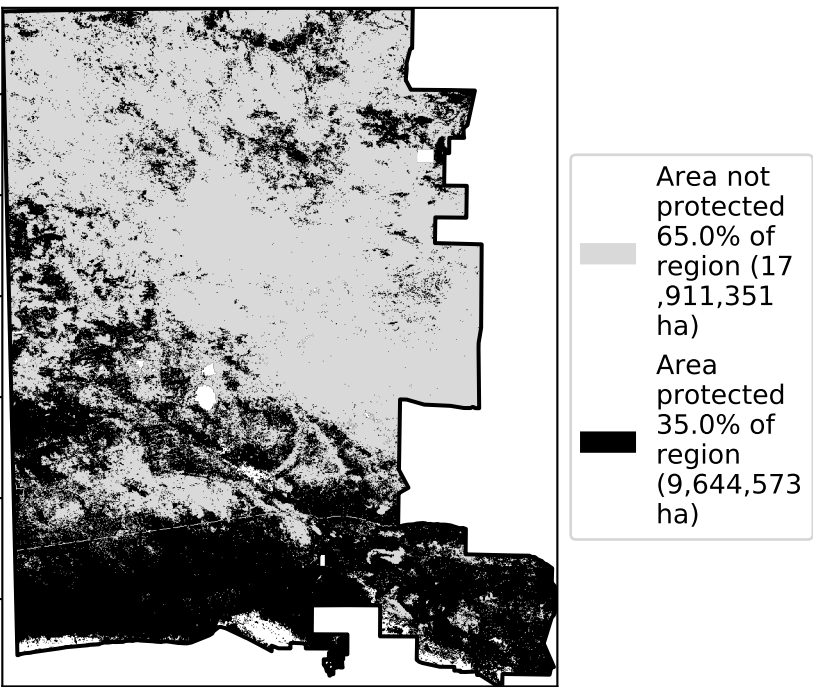 Area not
protected
65.0% of
region (17
,911,351
ha)
Area
protected
35.0% of
region
(9,644,573
ha)